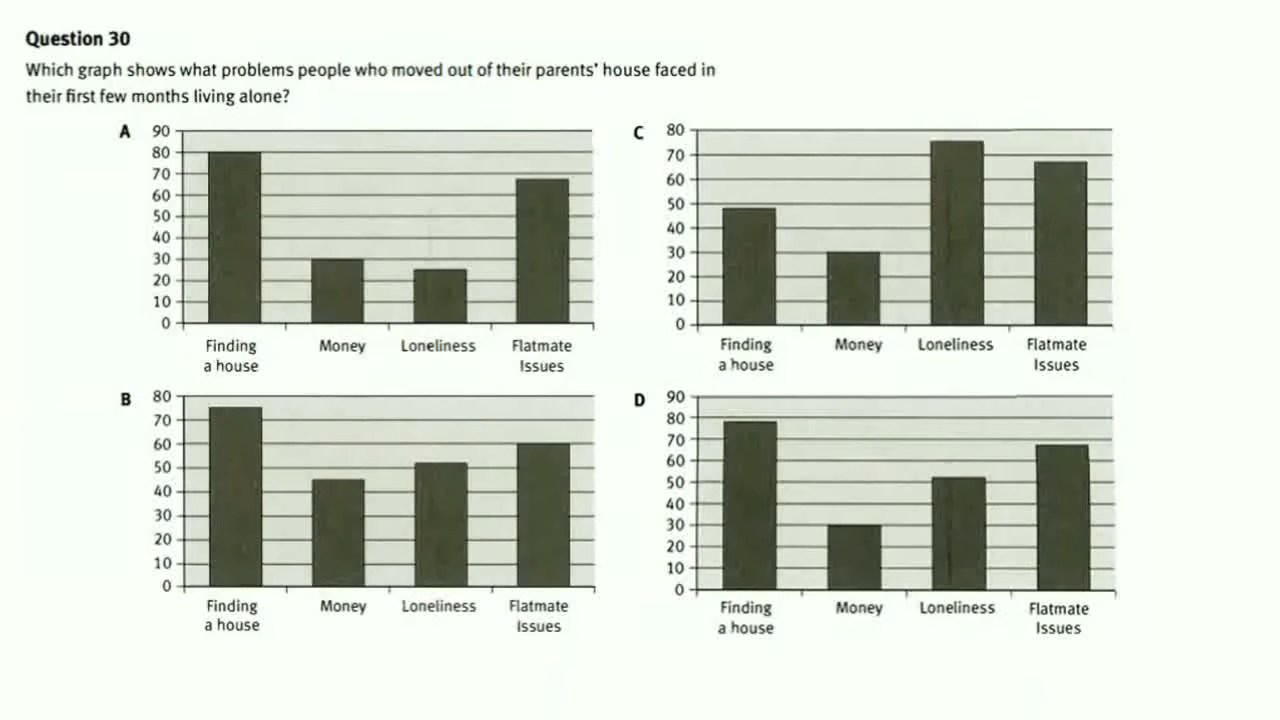 Question 30
Which graph shows what problems people who moved out of their parents' house faced in
their first few months living alone?
A
90
80
70
60
50
40
30
20
10
0
Finding
a house
Money
Loneliness
Flatmate
Issues
C
80
70
60
50
40
30
20
10
0
Finding
a house
Money
Loneliness
Flatmate
Issues
B
80
70
60
50
40
30
20
10
0
Finding
a house
Money
Loneliness
Flatmate
Issues
D
90
80
70
60
50
40
30
20
10
0
Finding
a house
Money
Loneliness
Flatmate
Issues